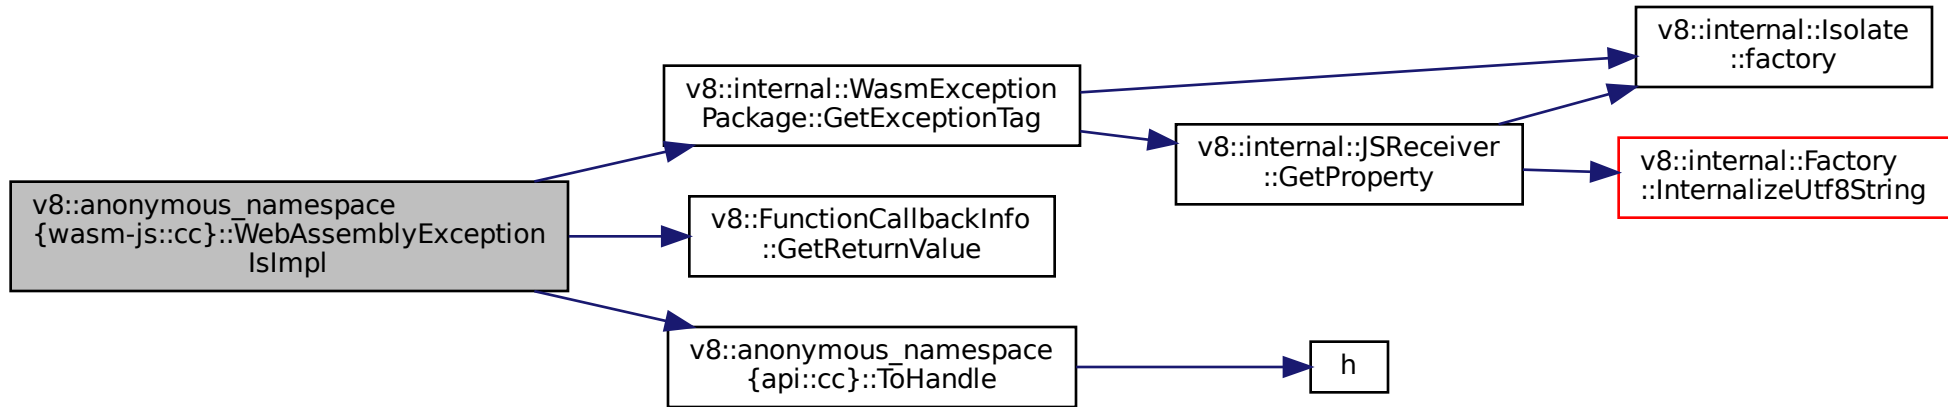 v8::anonymous_namespace
{wasm-js::cc}::WebAssemblyException
IsImpl
v8::internal::WasmException
Package::GetExceptionTag
v8::FunctionCallbackInfo
::GetReturnValue
v8::anonymous_namespace
{api::cc}::ToHandle
v8::internal::JSReceiver
::GetProperty
h
v8::internal::Isolate
::factory
v8::internal::Factory
::InternalizeUtf8String